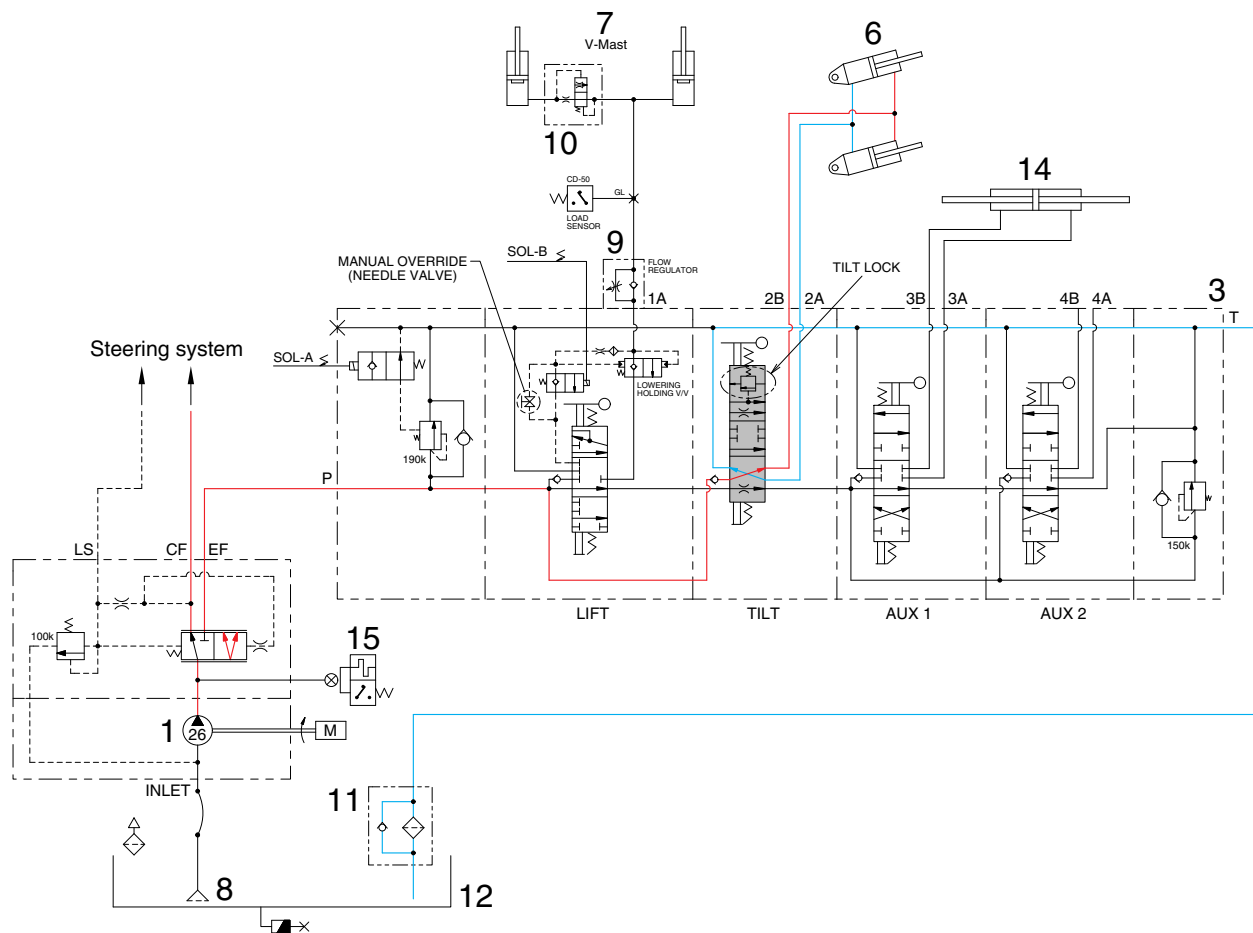 7
V-Mast
6
10
14
CD-50
GL
LOAD
SENSOR
9
SOL-B
FLOW
REGULATOR
MANUAL OVERRIDE
(NEEDLE VALVE)
TILT LOCK
1A
2B
2A
3B
3A
4B
4A
3
T
Steering system
SOL-A
LOWERING
HOLDING V/V
190k
P
150k
LS
CF
EF
LIFT
TILT
AUX 1
AUX 2
100k
15
1
26
M
INLET
11
8
12